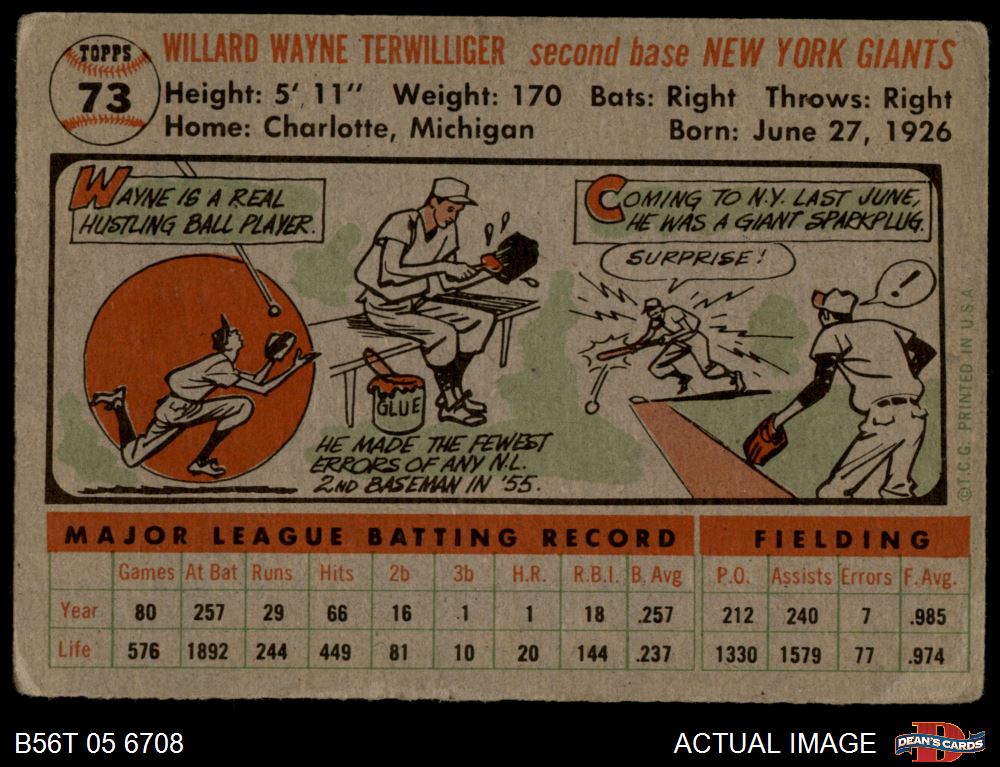 TOPPS
73
WILLARD WAYNE TERWILLIGER second base NEW YORK GIANTS
Height: 5' 11" Weight: 170 Bats: Right Throws: Right
Home: Charlotte, Michigan Born: June 27, 1926
WAYNE IS A REAL
HUSTLING BALL PLAYER.
GLUE
HE MADE THE FEWEST
ERRORS OF ANY N.L.
2ND BASEMAN IN '55.
COMING TO N.Y. LAST JUNE,
HE WAS A GIANT SPARKPLUG.
SURPRISE!
!
© T.C.G. PRINTED IN U.S.A.
MAJOR LEAGUE BATTING RECORD FIELDING
Games At Bat Runs Hits 2b 3b H.R. R.B.I. B. Avg P.O. Assists Errors F. Avg.
Year 80 257 29 66 16 1 1 18 .257 212 240 7 .985
Life 576 1892 244 449 81 10 20 144 .237 1330 1579 77 .974
B56T 05 6708 ACTUAL IMAGE
D
DEAN'S CARDS